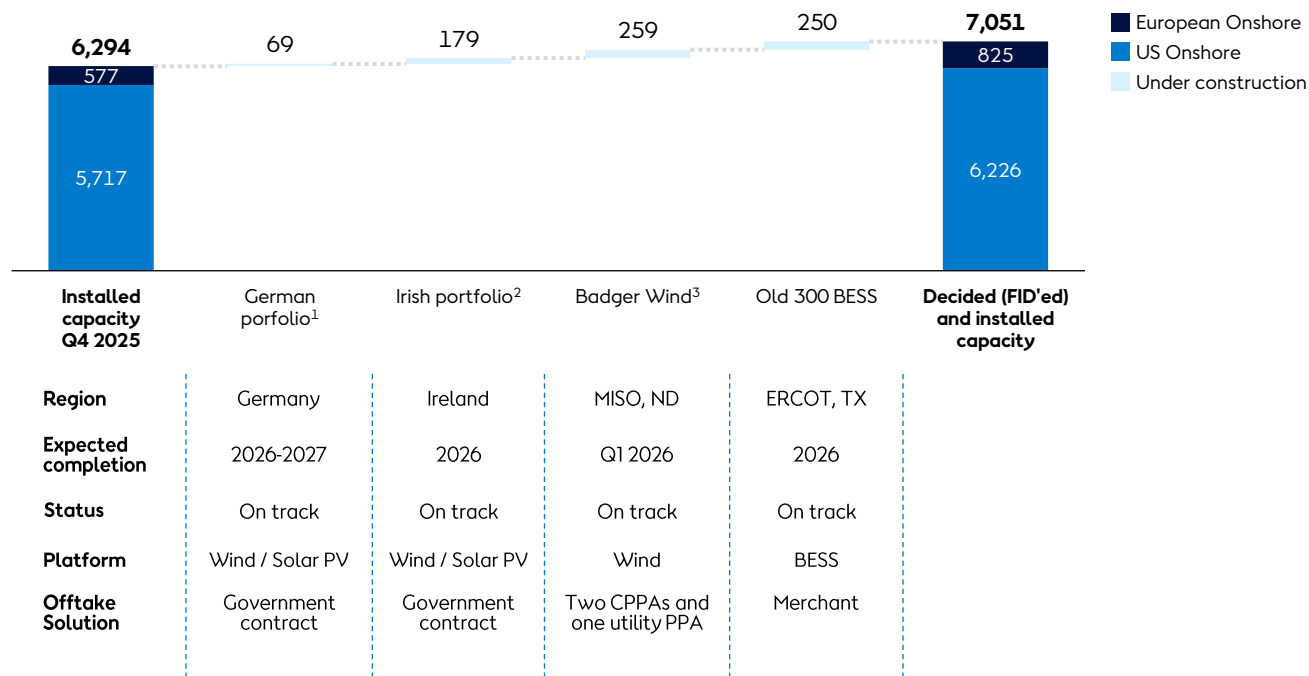 6,294
69
179
259
250
7,051
European Onshore
US Onshore
Under construction
577
5,717
825
6,226
Installed
capacity
Q4 2025
German
porfolio1
Irish portfolio2
Badger Wind3
Old 300 BESS
Decided (FID'ed)
and installed
capacity
Region
Germany
Ireland
MISO, ND
ERCOT, TX
Expected
completion
2026-2027
2026
Q1 2026
2026
Status
On track
On track
On track
On track
Platform
Wind / Solar PV
Wind / Solar PV
Wind
BESS
Offtake
Solution
Government
contract
Government
contract
Two CPPAs and
one utility PPA
Merchant